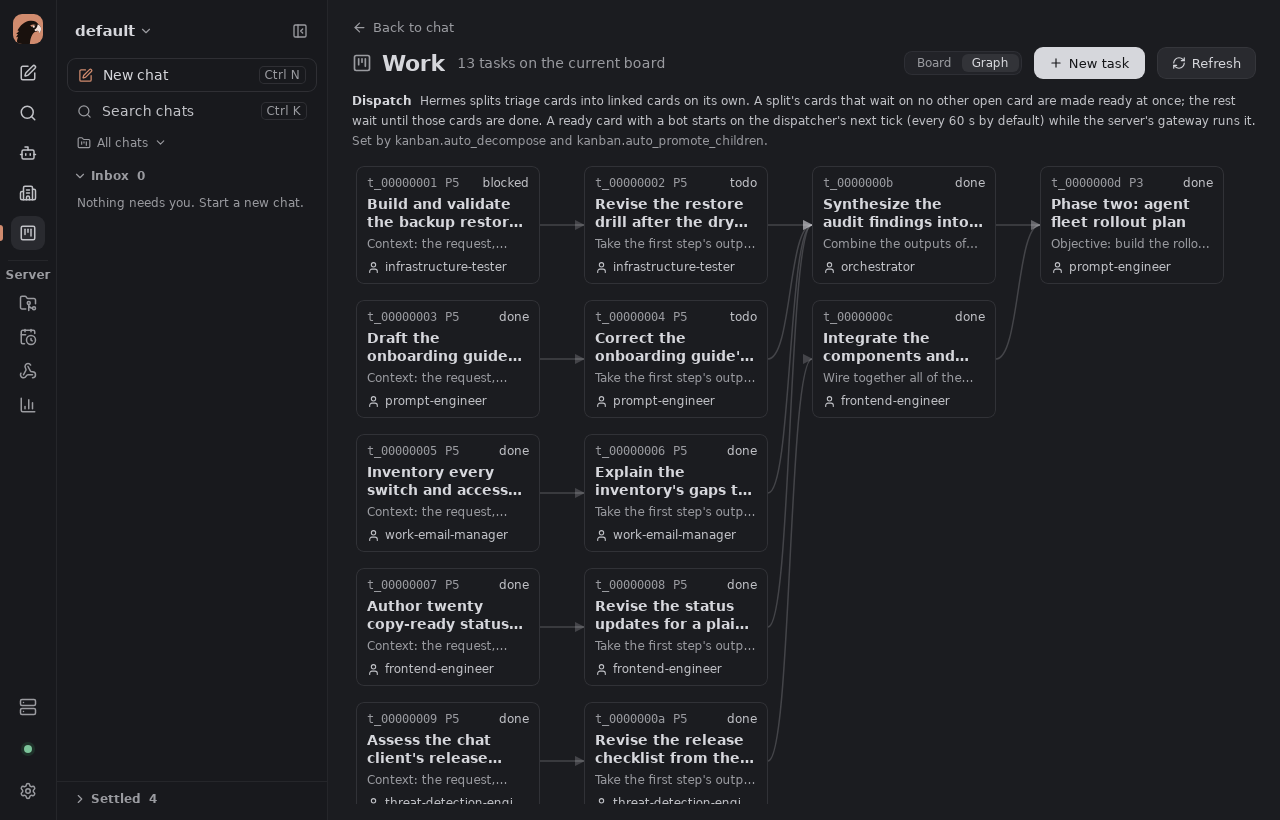 default
New chat
Ctrl N
Search chats
Ctrl K
All chats
Inbox 0
Nothing needs you. Start a new chat.
Server
Settled 4
Back to chat
Work
13 tasks on the current board
Board
Graph
New task
Refresh
Dispatch Hermes splits triage cards into linked cards on its own. A split's cards that wait on no other open card are made ready at once; the rest
wait until those cards are done. A ready card with a bot starts on the dispatcher's next tick (every 60 s by default) while the server's gateway runs it.
Set by kanban.auto_decompose and kanban.auto_promote_children.
t_00000001 P5 blocked
Build and validate
the backup restor…
Context: the request,…
infrastructure-tester
t_00000002 P5 todo
Revise the restore
drill after the dry…
Take the first step's outp…
infrastructure-tester
t_0000000b done
Synthesize the
audit findings into…
Combine the outputs of…
orchestrator
t_0000000d P3 done
Phase two: agent
fleet rollout plan
Objective: build the rollo…
prompt-engineer
t_00000003 P5 done
Draft the
onboarding guide…
Context: the request,…
prompt-engineer
t_00000004 P5 todo
Correct the
onboarding guide'…
Take the first step's outp…
prompt-engineer
t_0000000c done
Integrate the
components and…
Wire together all of the…
frontend-engineer
t_00000005 P5 done
Inventory every
switch and access…
Context: the request,…
work-email-manager
t_00000006 P5 done
Explain the
inventory's gaps t…
Take the first step's outp…
work-email-manager
t_00000007 P5 done
Author twenty
copy-ready status…
Context: the request,…
frontend-engineer
t_00000008 P5 done
Revise the status
updates for a plai…
Take the first step's outp…
frontend-engineer
t_00000009 P5 done
Assess the chat
client's release…
Context: the request,…
threat-detection-engi
t_0000000a P5 done
Revise the release
checklist from the…
Take the first step's outp…
threat-detection-engi